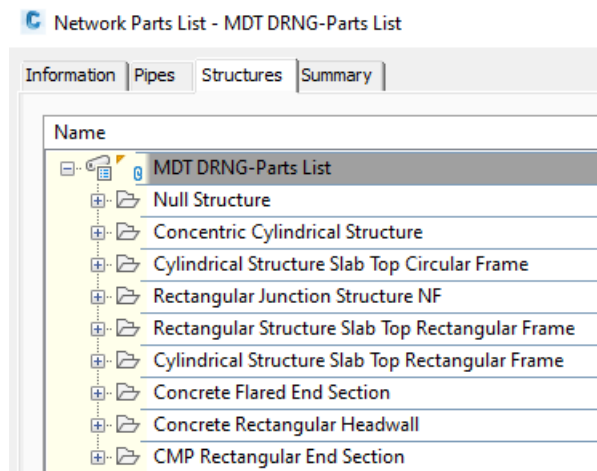 Network Parts List - MDT DRNG-Parts List
Information Pipes Structures Summary
Name
MDT DRNG-Parts List
Null Structure
Concentric Cylindrical Structure
Cylindrical Structure Slab Top Circular Frame
Rectangular Junction Structure NF
Rectangular Structure Slab Top Rectangular Frame
Cylindrical Structure Slab Top Rectangular Frame
Concrete Flared End Section
Concrete Rectangular Headwall
CMP Rectangular End Section